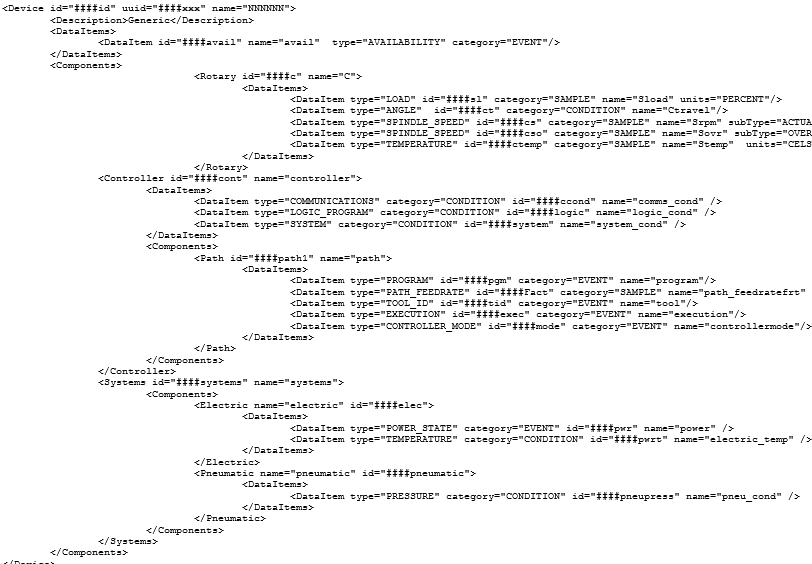 <Device id="####id" uuid="####xxx" name="NNNNNN">
<Description>Generic</Description>
<DataItems>
<DataItem id="####avail" name="avail"  type="AVAILABILITY" category="EVENT"/>
</DataItems>
<Components>
<Rotary id="####c" name="C">
<DataItems>
<DataItem type="LOAD" id="####sl" category="SAMPLE" name="Sload" units="PERCENT"/>
<DataItem type="ANGLE"  id="####ct" category="CONDITION" name="Ctravel"/>
<DataItem type="SPINDLE_SPEED" id="####cs" category="SAMPLE" name="Srpm" subType="ACTUA
<DataItem type="SPINDLE_SPEED" id="####cso" category="SAMPLE" name="Sovr" subType="OVER
<DataItem type="TEMPERATURE" id="####ctemp" category="SAMPLE" name="Stemp"  units="CELS
</DataItems>
</Rotary>
<Controller id="####cont" name="controller">
<DataItems>
<DataItem type="COMMUNICATIONS" category="CONDITION" id="####ccond" name="comms_cond" />
<DataItem type="LOGIC_PROGRAM" category="CONDITION" id="####logic" name="logic_cond" />
<DataItem type="SYSTEM" category="CONDITION" id="####system" name="system_cond" />
</DataItems>
<Components>
<Path id="####path1" name="path">
<DataItems>
<DataItem type="PROGRAM" id="####pgm" category="EVENT" name="program"/>
<DataItem type="PATH_FEEDRATE" id="####Fact" category="SAMPLE" name="path_feedratefrt"
<DataItem type="TOOL_ID" id="####tid" category="EVENT" name="tool"/>
<DataItem type="EXECUTION" id="####exec" category="EVENT" name="execution"/>
<DataItem type="CONTROLLER_MODE" id="####mode" category="EVENT" name="controllermode"/>
</DataItems>
</Path>
</Components>
</Controller>
<Systems id="####systems" name="systems">
<Components>
<Electric name="electric" id="####elec">
<DataItems>
<DataItem type="POWER_STATE" category="EVENT" id="####pwr" name="power" />
<DataItem type="TEMPERATURE" category="CONDITION" id="####pwrt" name="electric_temp" />
</DataItems>
</Electric>
<Pneumatic name="pneumatic" id="####pneumatic">
<DataItems>
<DataItem type="PRESSURE" category="CONDITION" id="####pneupress" name="pneu_cond" />
</DataItems>
</Pneumatic>
</Components>
</Systems>
</Components>
</Device>